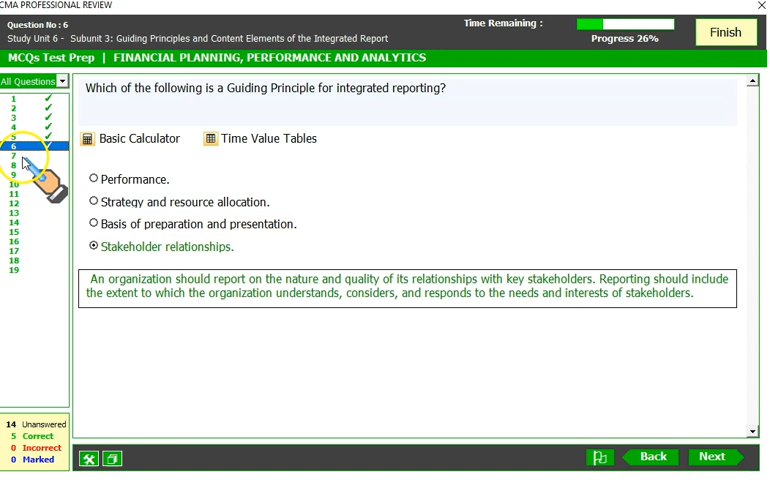 CMA PROFESSIONAL REVIEW
Question No : 6
Time Remaining :
Study Unit 6 - Subunit 3: Guiding Principles and Content Elements of the Integrated Report
Progress 26%
Finish
MCQs Test Prep | FINANCIAL PLANNING, PERFORMANCE AND ANALYTICS
All Questions
1
2
3
4
5
6
7
8
9
10
11
12
13
14
15
16
17
18
19
Which of the following is a Guiding Principle for integrated reporting?
Basic Calculator Time Value Tables
Performance.
Strategy and resource allocation.
Basis of preparation and presentation.
Stakeholder relationships.
An organization should report on the nature and quality of its relationships with key stakeholders. Reporting should include
the extent to which the organization understands, considers, and responds to the needs and interests of stakeholders.
14 Unanswered
5 Correct
0 Incorrect
0 Marked
Back Next